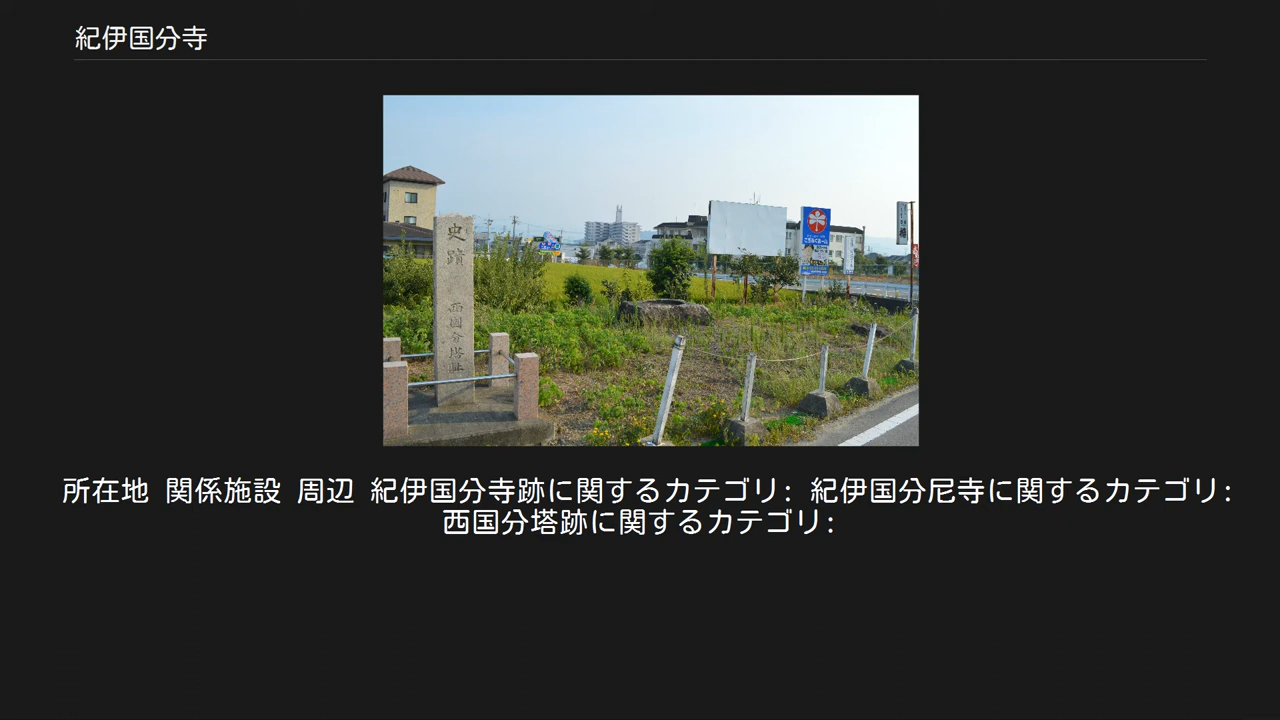 紀伊国分寺
史蹟 西国分塔趾
所在地 関係施設 周辺 紀伊国分寺跡に関するカテゴリ: 紀伊国分尼寺に関するカテゴリ:
西国分塔跡に関するカテゴリ: